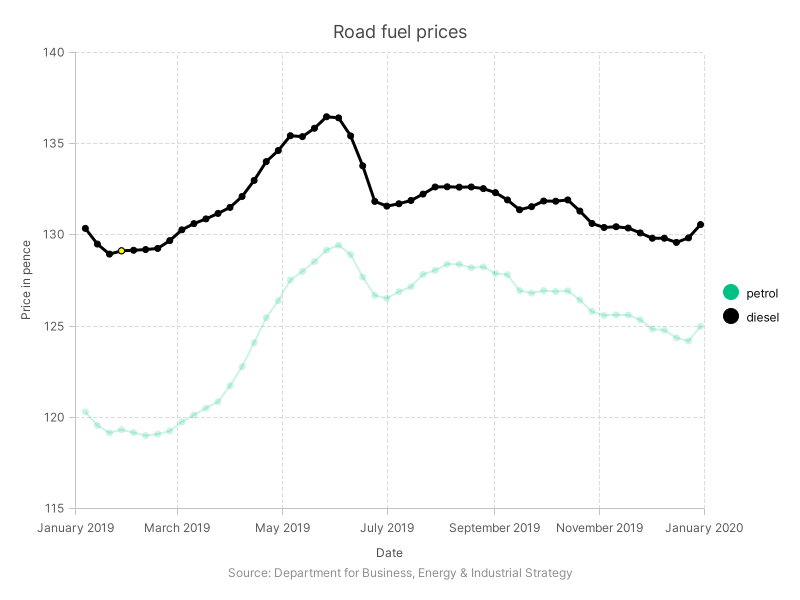 Road fuel prices
140
135
130
125
120
115
Price in pence
January 2019
March 2019
May 2019
July 2019
September 2019
November 2019
January 2020
Date
petrol
diesel
Source: Department for Business, Energy & Industrial Strategy